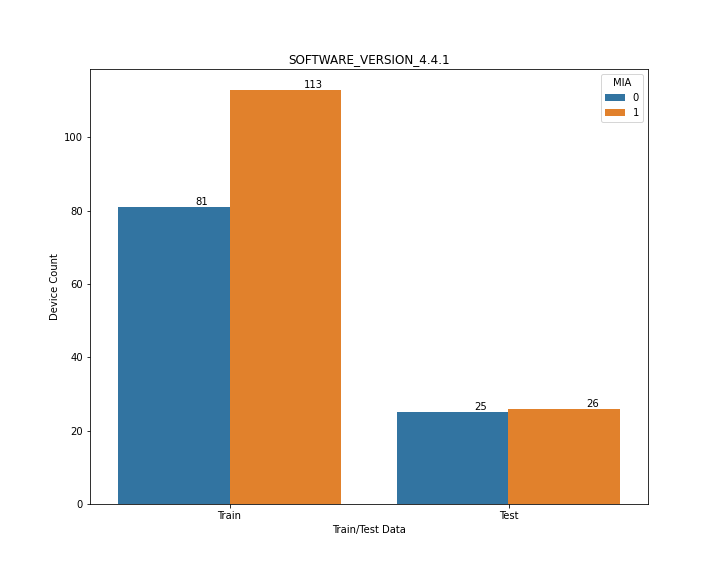 SOFTWARE_VERSION_4.4.1
MIA
0
1
113
81
25
26
100
80
60
40
20
0
Device Count
Train
Test
Train/Test Data